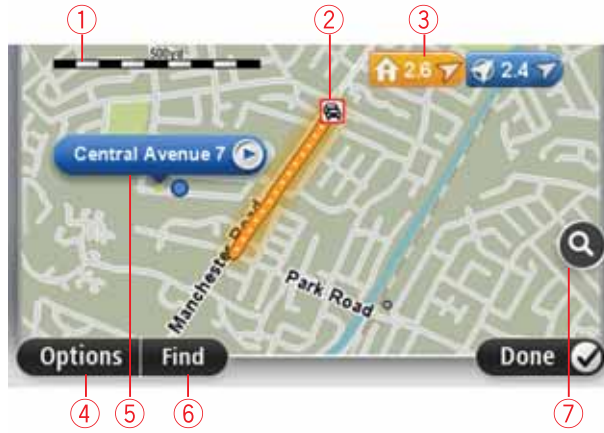 1
2
3
500yd
2.6
2.4
Central Avenue 7
Manchester Road
Park Road
Options
Find
Done
4
5
6
7